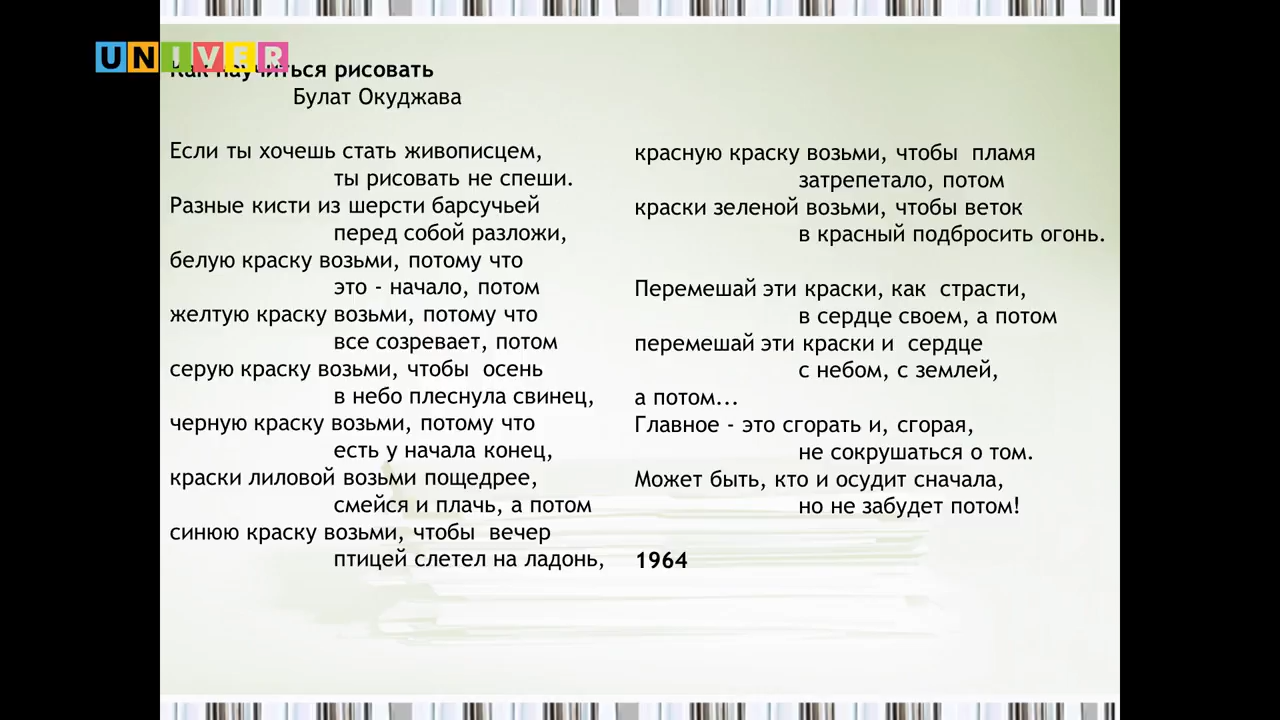 UNIVER
Как научиться рисовать
Булат Окуджава
Если ты хочешь стать живописцем,
ты рисовать не спеши.
Разные кисти из шерсти барсучьей
перед собой разложи,
белую краску возьми, потому что
это - начало, потом
желтую краску возьми, потому что
все созревает, потом
серую краску возьми, чтобы осень
в небо плеснула свинец,
черную краску возьми, потому что
есть у начала конец,
краски лиловой возьми пощедрее,
смейся и плачь, а потом
синюю краску возьми, чтобы вечер
птицей слетел на ладонь,
красную краску возьми, чтобы пламя
затрепетало, потом
краски зеленой возьми, чтобы веток
в красный подбросить огонь.
Перемешай эти краски, как страсти,
в сердце своем, а потом
перемешай эти краски и сердце
с небом, с землей,
а потом...
Главное - это сгорать и, сгорая,
не сокрушаться о том.
Может быть, кто и осудит сначала,
но не забудет потом!
1964